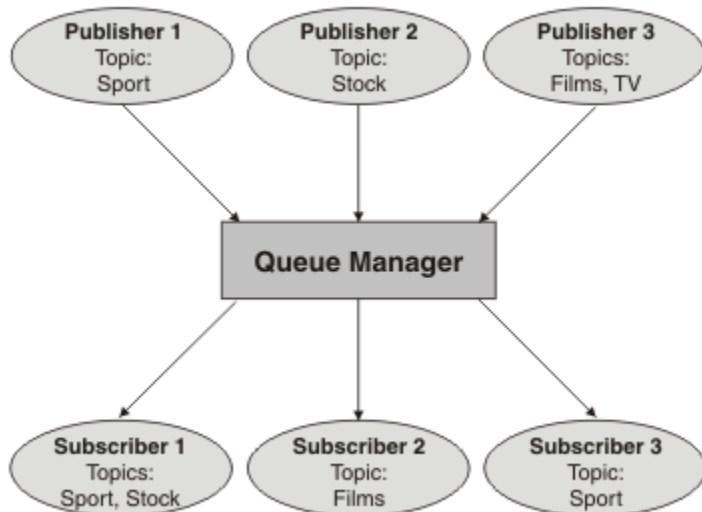 Publisher 1
Topic:
Sport
Publisher 2
Topic:
Stock
Publisher 3
Topics:
Films, TV
Queue Manager
Subscriber 1
Topics:
Sport, Stock
Subscriber 2
Topic:
Films
Subscriber 3
Topic:
Sport